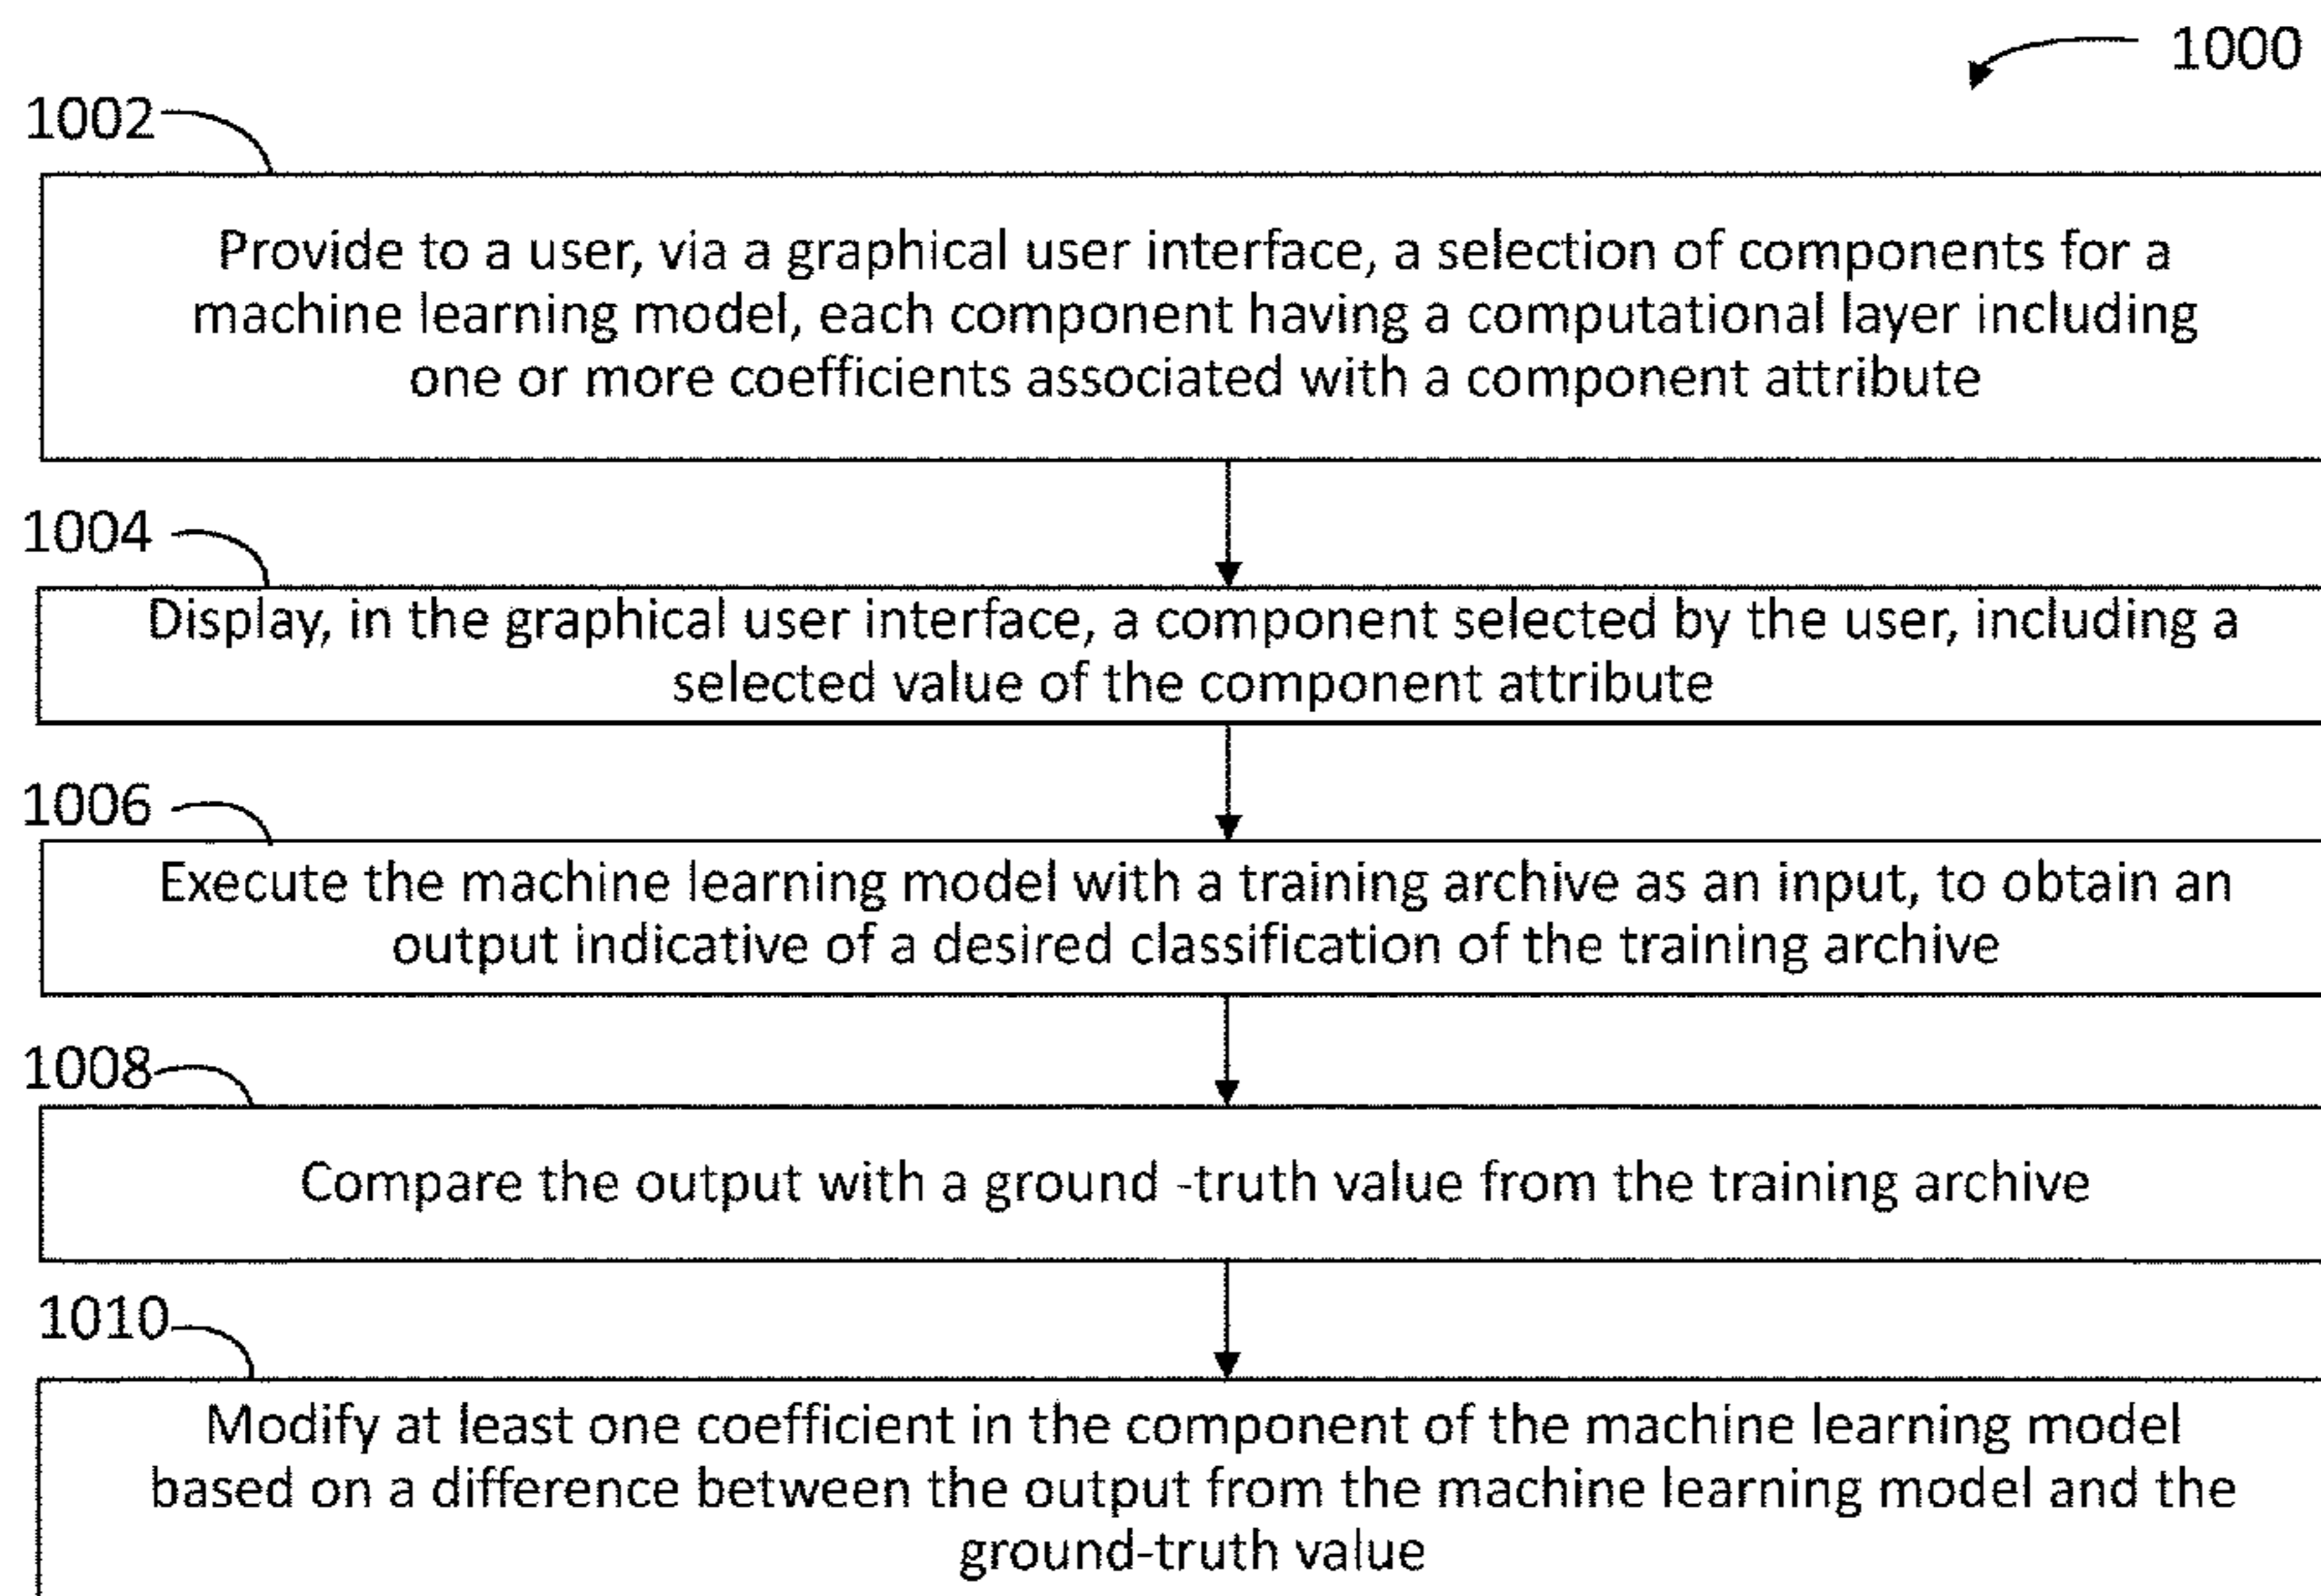 1000
1002
Provide to a user, via a graphical user interface, a selection of components for a
machine learning model, each component having a computational layer including
one or more coefficients associated with a component attribute
1004
Display, in the graphical user interface, a component selected by the user, including a
selected value of the component attribute
1006
Execute the machine learning model with a training archive as an input, to obtain an
output indicative of a desired classification of the training archive
1008
Compare the output with a ground -truth value from the training archive
1010
Modify at least one coefficient in the component of the machine learning model
based on a difference between the output from the machine learning model and the
ground-truth value